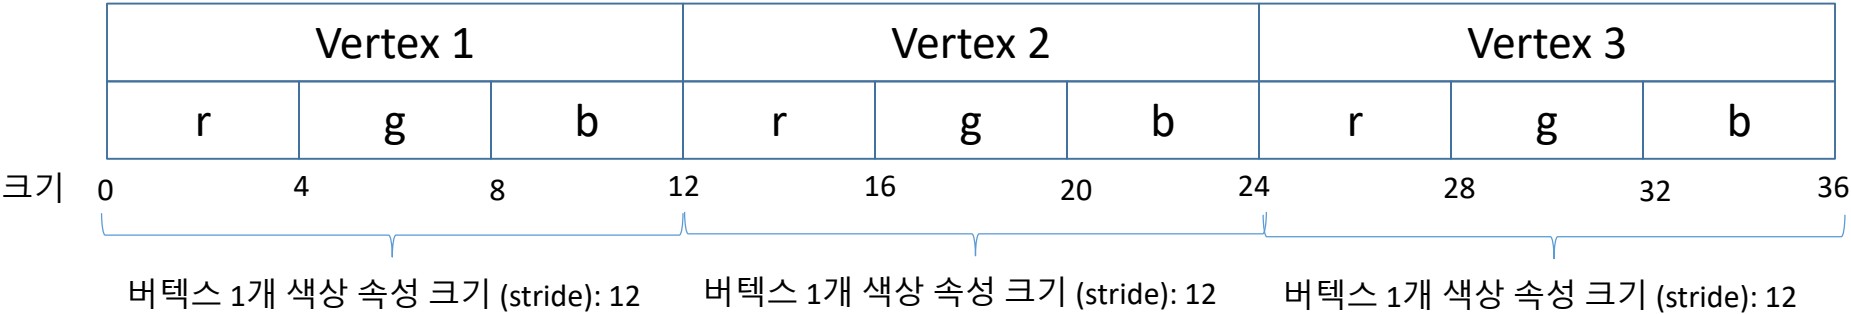 Vertex 1 Vertex 2 Vertex 3
r g b r g b r g b
크기 0 4 8 12 16 20 24 28 32 36
버텍스 1개 색상 속성 크기 (stride): 12 버텍스 1개 색상 속성 크기 (stride): 12 버텍스 1개 색상 속성 크기 (stride): 12